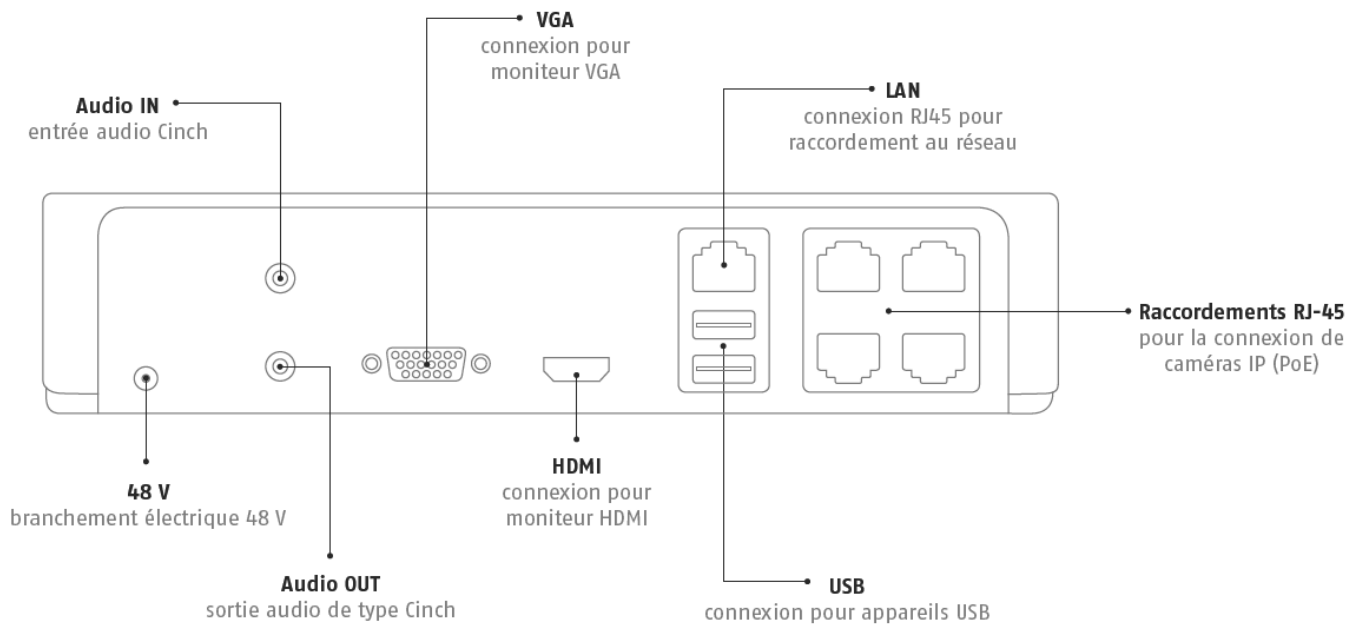 VGA
connexion pour
moniteur VGA
Audio IN
entrée audio Cinch
LAN
connexion RJ45 pour
raccordement au réseau
Raccordements RJ-45
pour la connexion de
caméras IP (PoE)
48 V
branchement électrique 48 V
HDMI
connexion pour
moniteur HDMI
Audio OUT
sortie audio de type Cinch
USB
connexion pour appareils USB